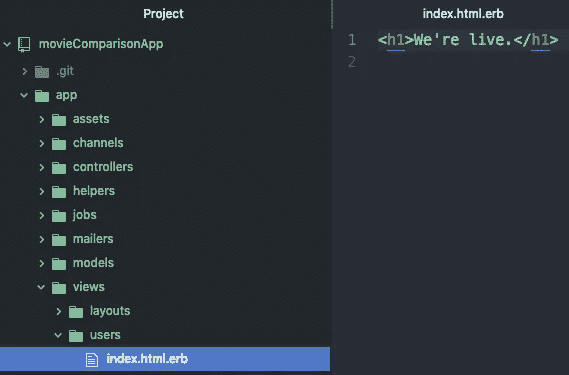 Project
movieComparisonApp
.git
app
assets
channels
controllers
helpers
jobs
mailers
models
views
layouts
users
index.html.erb
index.html.erb
1 <h1>We're live.</h1>
2